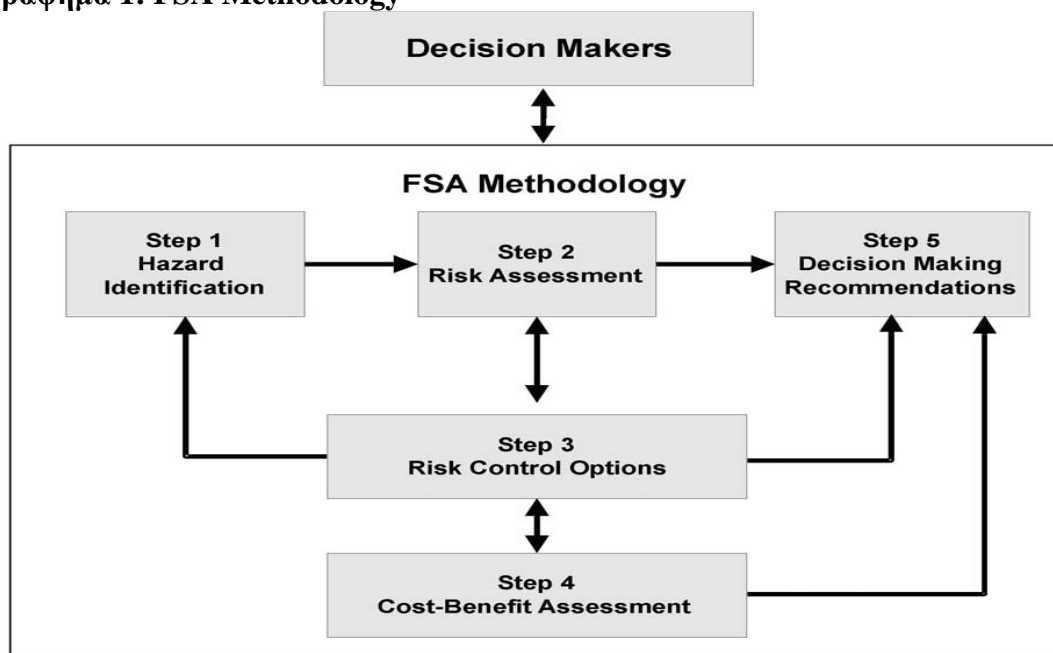 ράφημα 1: FSA Methodology
Decision Makers
FSA Methodology
Step 1
Hazard
Identification
Step 2
Risk Assessment
Step 5
Decision Making
Recommendations
Step 3
Risk Control Options
Step 4
Cost-Benefit Assessment